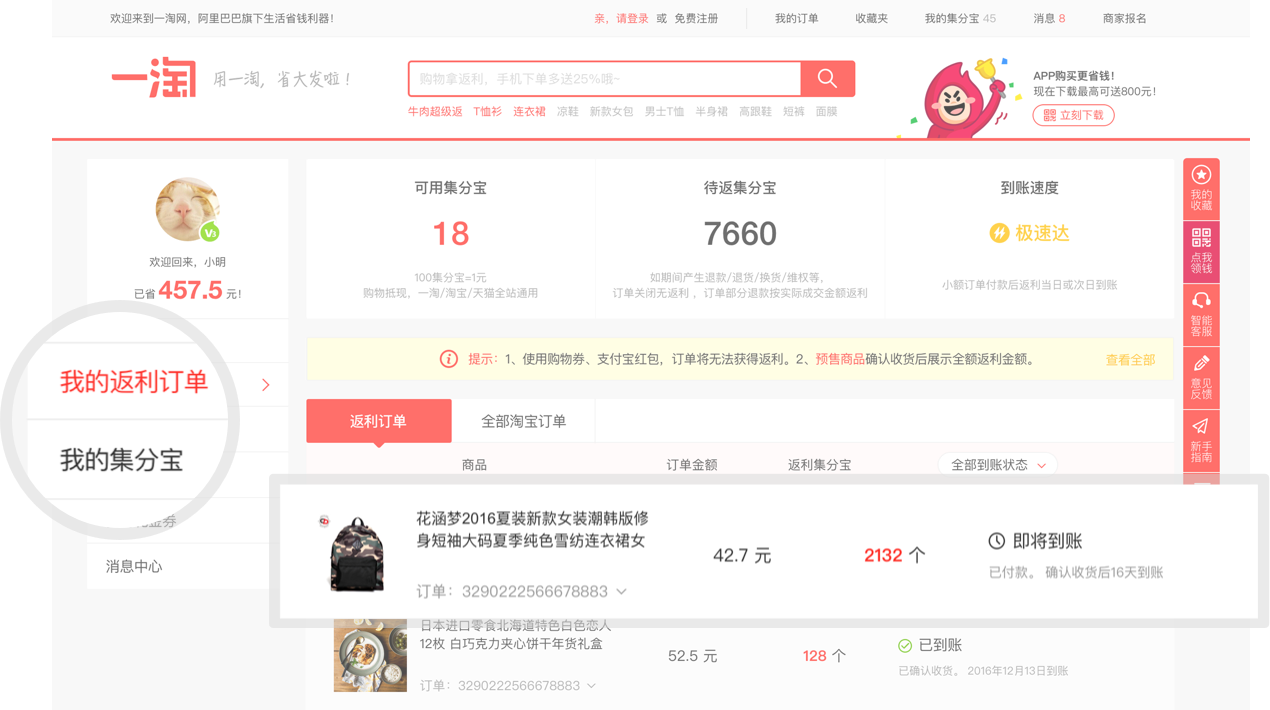 欢迎来到一淘网，阿里巴巴旗下生活省钱利器！
亲，请登录 或 免费注册
我的订单 收藏夹 我的集分宝 45 消息 8 商家报名
一淘
用一淘，省大发啦！
购物拿返利，手机下单多送25%哦~
牛肉超级返 T恤衫 连衣裙 凉鞋 新款女包 男士T恤 半身裙 高跟鞋 短裤 面膜
APP购买更省钱！
现在下载最高可送800元！
立刻下载
V3
欢迎回来，小明
已省457.5元！
我的返利订单
我的集分宝
消息中心
可用集分宝
18
100集分宝=1元
购物抵现，一淘/淘宝/天猫全站通用
待返集分宝
7660
如期间产生退款/退货/换货/维权等，
订单关闭无返利 ，订单部分退款按实际成交金额返利
到账速度
极速达
小额订单付款后返利当日或次日到账
提示：1、使用购物券、支付宝红包，订单将无法获得返利。2、预售商品确认收货后展示全额返利金额。
查看全部
返利订单 全部淘宝订单
商品 订单金额 返利集分宝 全部到账状态
花涵梦2016夏装新款女装潮韩版修
身短袖大码夏季纯色雪纺连衣裙女
订单：3290222566678883
42.7 元
2132 个
即将到账
已付款。 确认收货后16天到账
日本进口零食北海道特色白色恋人
12枚 白巧克力夹心饼干年货礼盒
订单：3290222566678883
52.5 元
128 个
已到账
已确认收货。 2016年12月13日到账
我的
收藏
点我
领钱
智能
客服
意见
反馈
新手
指南